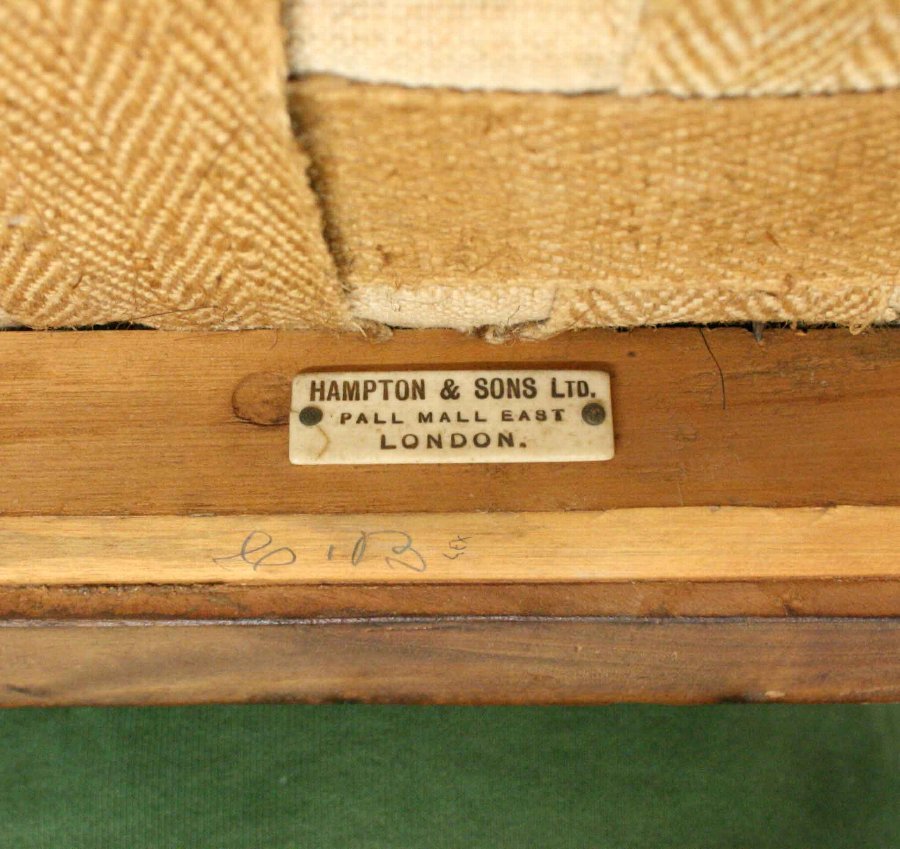 HAMPTON & SONS LTD.
PALL MALL EAST
LONDON.